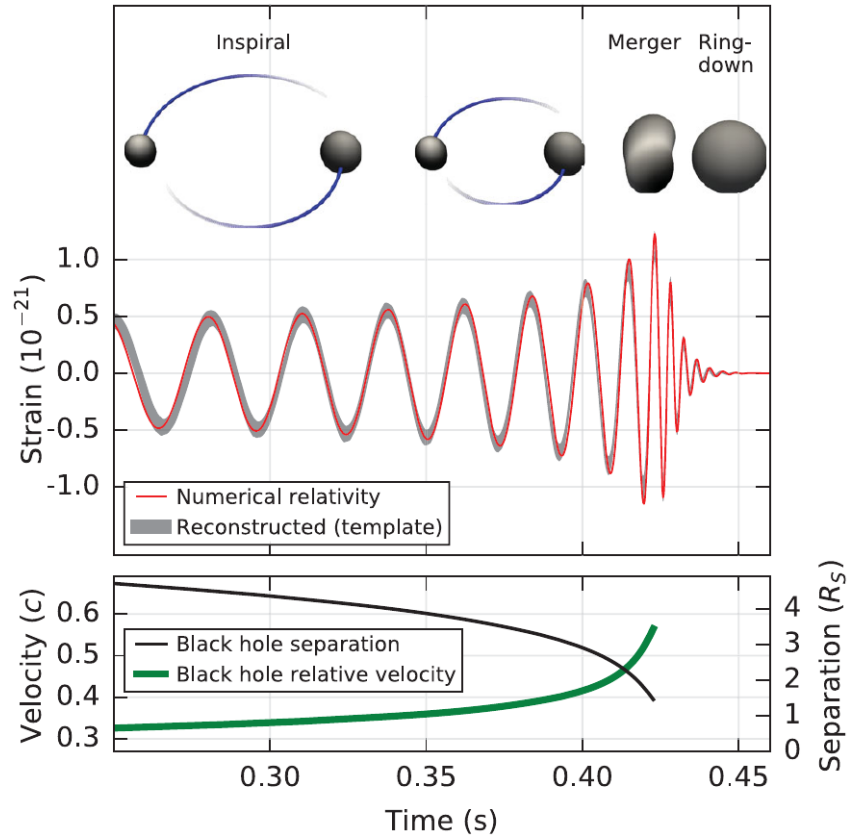 Inspiral
Merger
Ring-
down
Strain (10⁻²¹)
1.0
0.5
0.0
-0.5
-1.0
Numerical relativity
Reconstructed (template)
Velocity (c)
0.6
0.5
0.4
0.3
Black hole separation
Black hole relative velocity
4
3
2
1
0
Separation (R_S)
0.30
0.35
0.40
0.45
Time (s)